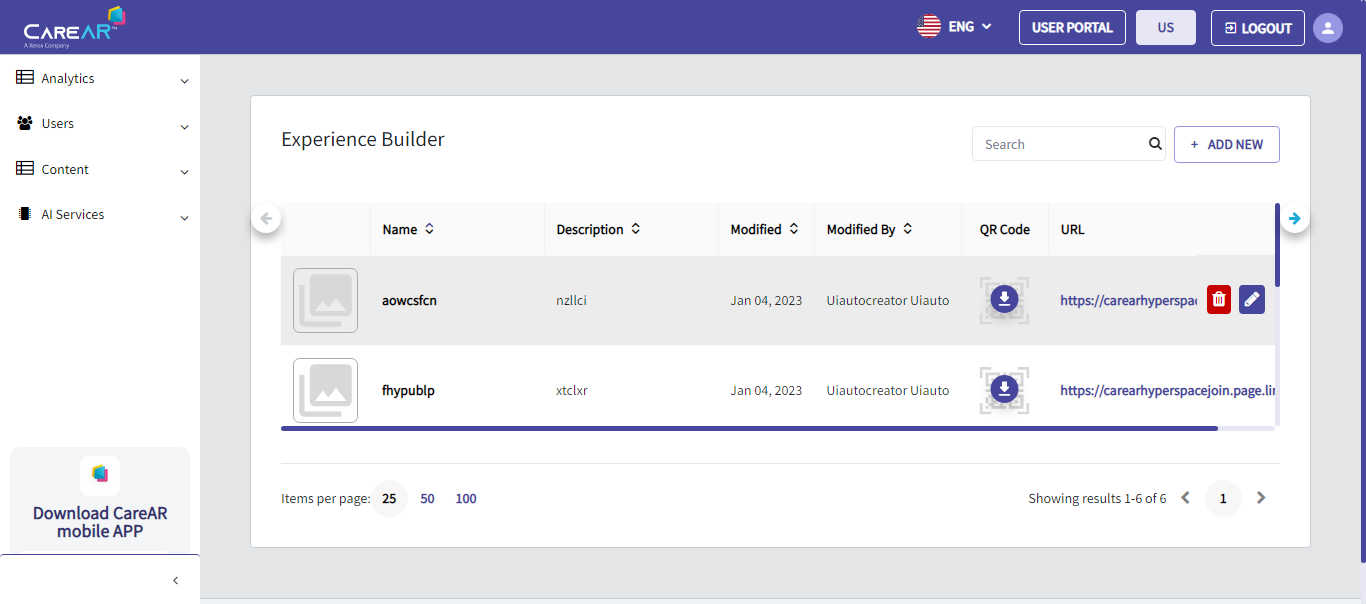 CareAR™
A Xerox Company
ENG
USER PORTAL
US
LOGOUT
Analytics
Users
Content
AI Services
Download CareAR
mobile APP
Experience Builder
Search
+ ADD NEW
Name Description Modified Modified By QR Code URL
aowcsfcn nzllci Jan 04, 2023 Uiautocreator Uiauto https://carearhyperspac
fhypublp xtclxr Jan 04, 2023 Uiautocreator Uiauto https://carearhyperspacejoin.page.lin
Items per page: 25 50 100
Showing results 1-6 of 6 1